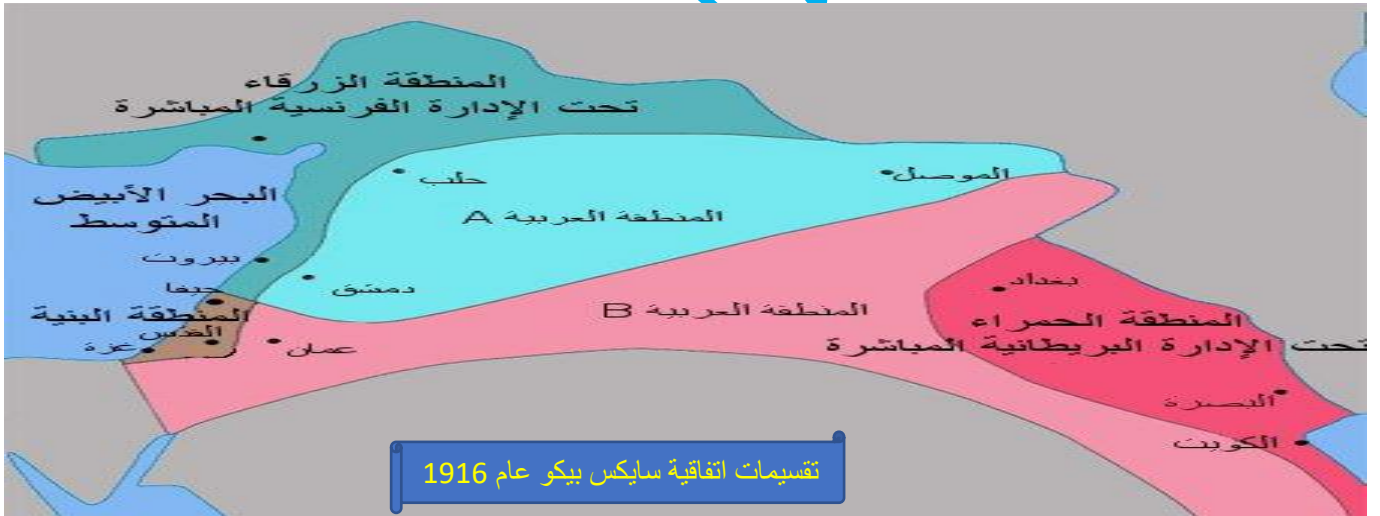 المنطقة الزرقاء
تحت الإدارة الفرنسية المباشرة
حلب
الموصل
البحر الأبيض
المتوسط
المنطقة العربية A
بيروت
دمشق
حيفا
المنطقة البنية
القدس
غزة
عمان
المنطقة العربية B
بغداد
المنطقة الحمراء
تحت الإدارة البريطانية المباشرة
البصرة
الكويت
تقسيمات اتفاقية سايكس بيكو عام 1916